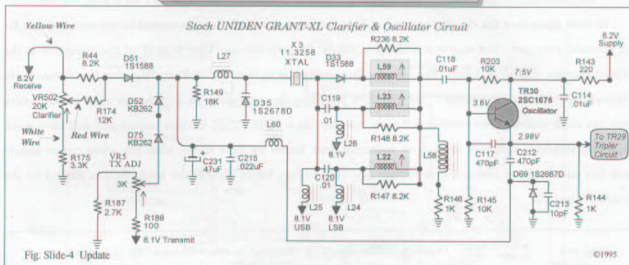 Stock UNIDEN GRANT-XL Clarifier & Oscillator Circuit
Yellow Wire
R44 8.2K
D51 1S1588
L27
X3 11.3258 XTAL
D33 1S1588
R236 8.2K
L59
C118 .01uF
R203 10K
7.5V
R143 220
8.2V Supply
8.2V Receive
VR502 20K Clarifier
R174 12K
D52 KB262
R149 18K
D35 1S2678D
C119 .01
L23
TR30 2SC1675 Oscillator
C114 .01uF
White Wire
Red Wire
D75 KB262
L60
L26
8.1V
R148 8.2K
L58
3.6V
2.98V
To TR29 Tripler Circuit
R175 3.3K
VR5 TX ADJ
3K
C231 47uF
C215 .022uF
C120 .01
L22
C117 470pF
C212 470pF
R187 2.7K
R188 100
8.1V Transmit
L25
8.1V USB
L24
8.1V LSB
R147 8.2K
R146 1K
R145 10K
D69 1S2687D
C213 10pF
R144 1K
Fig. Slide-4 Update
©1995